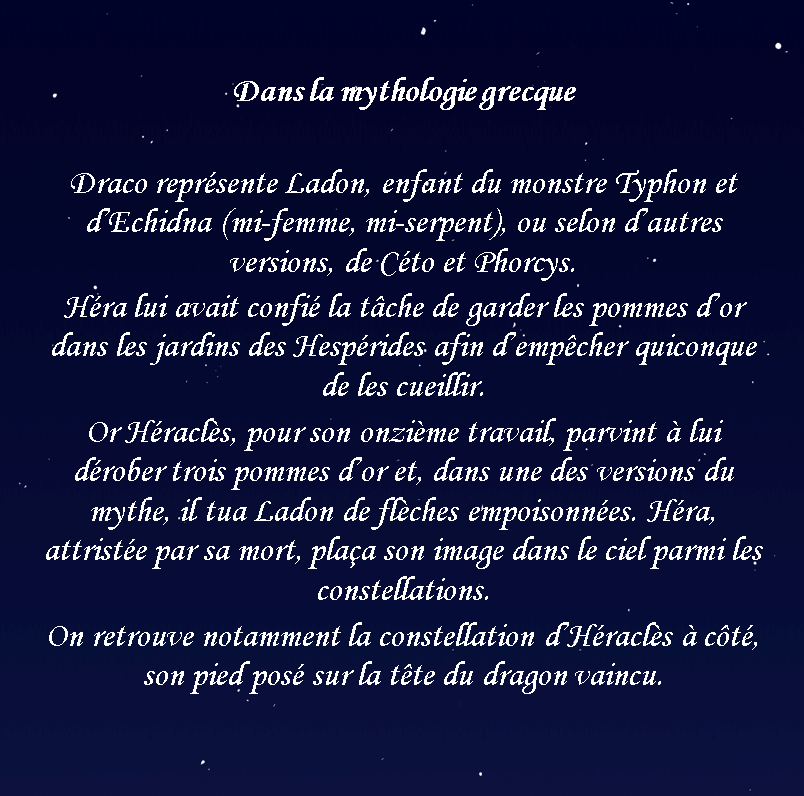 Dans la mythologie grecque
Draco représente Ladon, enfant du monstre Typhon et
d'Echidna (mi-femme, mi-serpent), ou selon d'autres
versions, de Céto et Phorcys.
Héra lui avait confié la tâche de garder les pommes d'or
dans les jardins des Hespérides afin d'empêcher quiconque
de les cueillir.
Or Héraclès, pour son onzième travail, parvint à lui
dérober trois pommes d'or et, dans une des versions du
mythe, il tua Ladon de flèches empoisonnées. Héra,
attristée par sa mort, plaça son image dans le ciel parmi les
constellations.
On retrouve notamment la constellation d'Héraclès à côté,
son pied posé sur la tête du dragon vaincu.